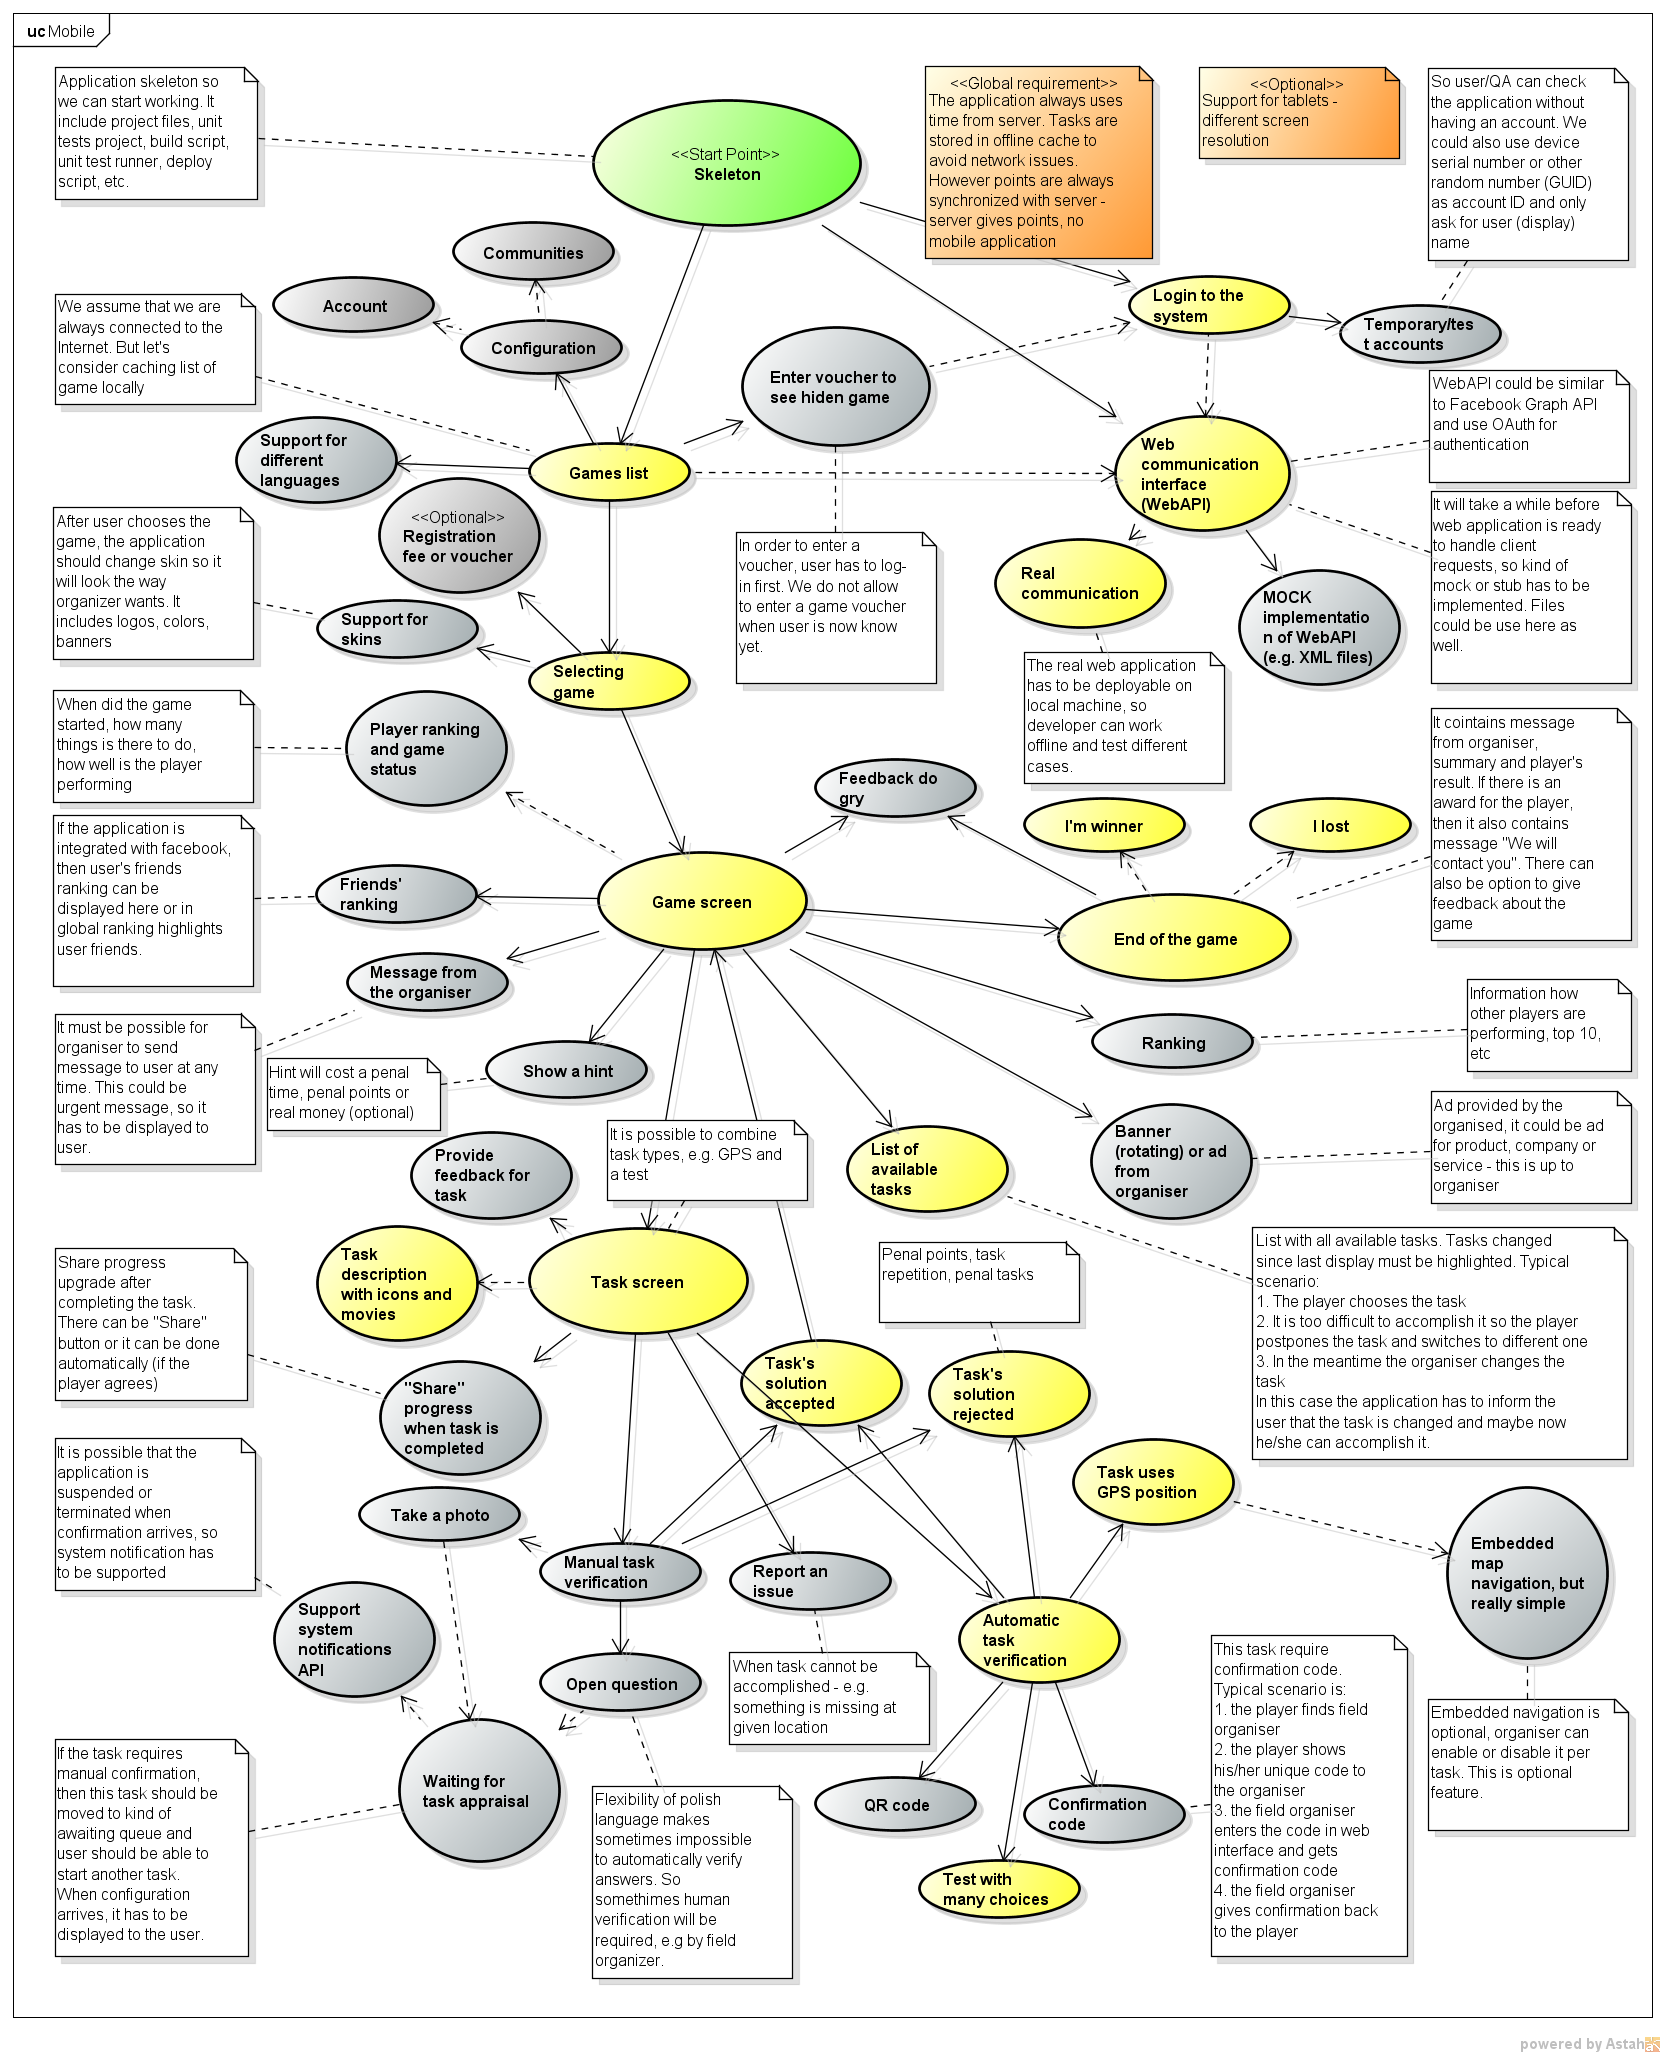 uc Mobile
Application skeleton so
we can start working. It
include project files, unit
tests project, build script,
unit test runner, deploy
script, etc.
<<Start Point>>
Skeleton
<<Global requirement>>
The application always uses
time from server. Tasks are
stored in offline cache to
avoid network issues.
However points are always
synchronized with server -
server gives points, no
mobile application
<<Optional>>
Support for tablets -
different screen
resolution
So user/QA can check
the application without
having an account. We
could also use device
serial number or other
random number (GUID)
as account ID and only
ask for user (display)
name
Communities
Account
Configuration
We assume that we are
always connected to the
Internet. But let's
consider caching list of
game locally
Login to the
system
Temporary/tes
t accounts
Enter voucher to
see hiden game
WebAPI could be similar
to Facebook Graph API
and use OAuth for
authentication
Support for
different
languages
Games list
Web
communication
interface
(WebAPI)
<<Optional>>
Registration
fee or voucher
After user chooses the
game, the application
should change skin so it
will look the way
organizer wants. It
includes logos, colors,
banners
In order to enter a
voucher, user has to log-
in first. We do not allow
to enter a game voucher
when user is now know
yet.
Real
communication
MOCK
implementatio
n of WebAPI
(e.g. XML files)
It will take a while before
web application is ready
to handle client
requests, so kind of
mock or stub has to be
implemented. Files
could be use here as
well.
Support for
skins
Selecting
game
The real web application
has to be deployable on
local machine, so
developer can work
offline and test different
cases.
When did the game
started, how many
things is there to do,
how well is the player
performing
Player ranking
and game
status
Feedback do
gry
I'm winner
I lost
It cointains message
from organiser,
summary and player's
result. If there is an
award for the player,
then it also contains
message "We will
contact you". There can
also be option to give
feedback about the
game
If the application is
integrated with facebook,
then user's friends
ranking can be
displayed here or in
global ranking highlights
user friends.
Friends'
ranking
Game screen
End of the game
Message from
the organiser
It must be possible for
organiser to send
message to user at any
time. This could be
urgent message, so it
has to be displayed to
user.
Hint will cost a penal
time, penal points or
real money (optional)
Show a hint
Ranking
Information how
other players are
performing, top 10,
etc
It is possible to combine
task types, e.g. GPS and
a test
List of
available
tasks
Banner
(rotating) or ad
from
organiser
Ad provided by the
organised, it could be ad
for product, company or
service - this is up to
organiser
Provide
feedback for
task
Task
description
with icons and
movies
Task screen
Penal points, task
repetition, penal tasks
List with all available tasks. Tasks changed
since last display must be highlighted. Typical
scenario:
1. The player chooses the task
2. It is too difficult to accomplish it so the player
postpones the task and switches to different one
3. In the meantime the organiser changes the
task
In this case the application has to inform the
user that the task is changed and maybe now
he/she can accomplish it.
Share progress
upgrade after
completing the task.
There can be "Share"
button or it can be done
automatically (if the
player agrees)
"Share"
progress
when task is
completed
Task's
solution
accepted
Task's
solution
rejected
Task uses
GPS position
It is possible that the
application is
suspended or
terminated when
confirmation arrives, so
system notification has
to be supported
Take a photo
Manual task
verification
Report an
issue
Embedded
map
navigation, but
really simple
Support
system
notifications
API
Automatic
task
verification
Open question
When task cannot be
accomplished - e.g.
something is missing at
given location
This task require
confirmation code.
Typical scenario is:
1. the player finds field
organiser
2. the player shows
his/her unique code to
the organiser
3. the field organiser
enters the code in web
interface and gets
confirmation code
4. the field organiser
gives confirmation back
to the player
Embedded navigation is
optional, organiser can
enable or disable it per
task. This is optional
feature.
If the task requires
manual confirmation,
then this task should be
moved to kind of
awaiting queue and
user should be able to
start another task.
When configuration
arrives, it has to be
displayed to the user.
Waiting for
task appraisal
Flexibility of polish
language makes
sometimes impossible
to automatically verify
answers. So
somethimes human
verification will be
required, e.g by field
organizer.
QR code
Confirmation
code
Test with
many choices
powered by Astah